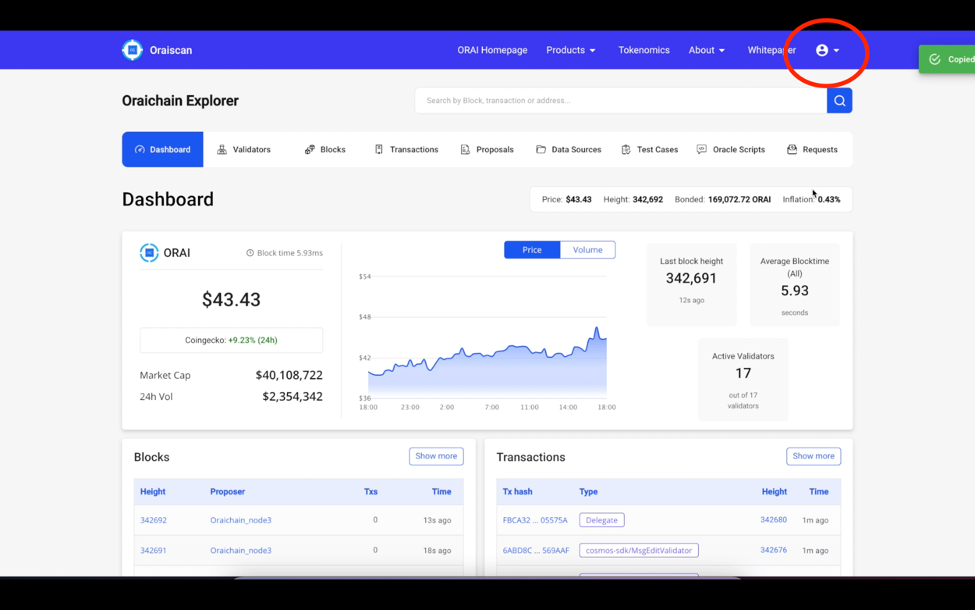 Oraiscan
ORAI Homepage Products Tokenomics About Whitepaper
Copied
Oraichain Explorer
Search by Block, transaction or address...
Dashboard Validators Blocks Transactions Proposals Data Sources Test Cases Oracle Scripts Requests
Dashboard
Price: $43.43 Height: 342,692 Bonded: 169,072.72 ORAI Inflation: 0.43%
ORAI
Block time 5.93ms
$43.43
Coingecko: +9.23% (24h)
Market Cap $40,108,722
24h Vol $2,354,342
Price Volume
$54
$48
$42
$36
18:00 23:00 2:00 7:00 11:00 14:00 18:00
Last block height
342,691
12s ago
Average Blocktime
(All)
5.93
seconds
Active Validators
17
out of 17
validators
Blocks
Show more
Height Proposer Txs Time
342692 Oraichain_node3 0 13s ago
342691 Oraichain_node3 0 18s ago
Transactions
Show more
Tx hash Type Height Time
FBCA32 ... 05575A Delegate 342680 1m ago
6ABD8C ... 569AAF cosmos-sdk/MsgEditValidator 342676 1m ago